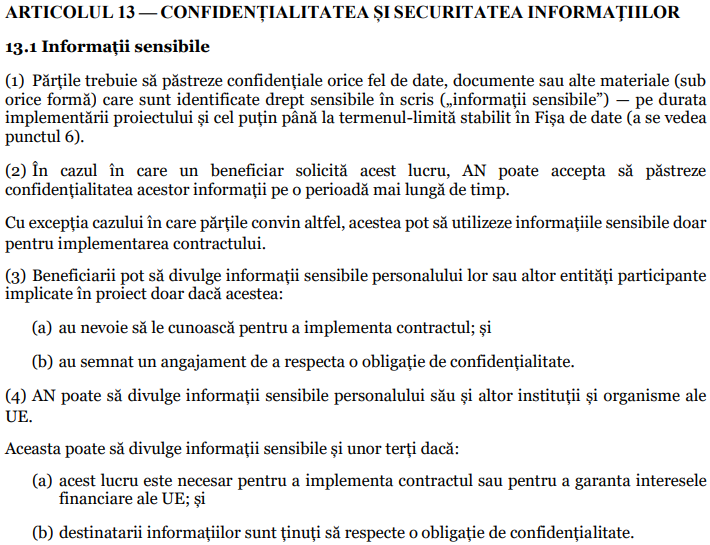 ARTICOLUL 13 — CONFIDENȚIALITATEA ȘI SECURITATEA INFORMAȚIILOR
13.1 Informații sensibile
(1) Părțile trebuie să păstreze confidențiale orice fel de date, documente sau alte materiale (sub
orice formă) care sunt identificate drept sensibile în scris („informații sensibile”) — pe durata
implementării proiectului și cel puțin până la termenul-limită stabilit în Fișa de date (a se vedea
punctul 6).
(2) În cazul în care un beneficiar solicită acest lucru, AN poate accepta să păstreze
confidențialitatea acestor informații pe o perioadă mai lungă de timp.
Cu excepția cazului în care părțile convin altfel, acestea pot să utilizeze informațiile sensibile doar
pentru implementarea contractului.
(3) Beneficiarii pot să divulge informații sensibile personalului lor sau altor entități participante
implicate în proiect doar dacă acestea:
(a) au nevoie să le cunoască pentru a implementa contractul; și
(b) au semnat un angajament de a respecta o obligație de confidențialitate.
(4) AN poate să divulge informații sensibile personalului său și altor instituții și organisme ale
UE.
Aceasta poate să divulge informații sensibile și unor terți dacă:
(a) acest lucru este necesar pentru a implementa contractul sau pentru a garanta interesele
financiare ale UE; și
(b) destinatarii informațiilor sunt ținuți să respecte o obligație de confidențialitate.